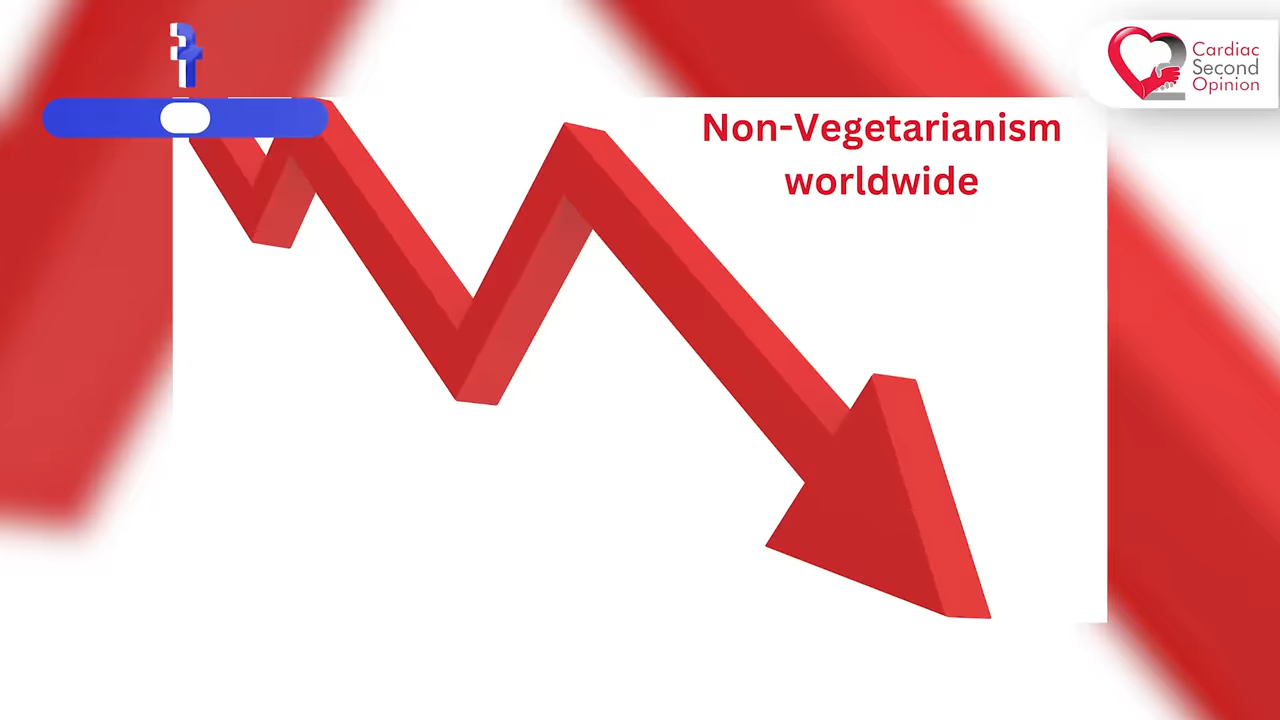 Cardiac
Second
Opinion
Non-Vegetarianism
worldwide